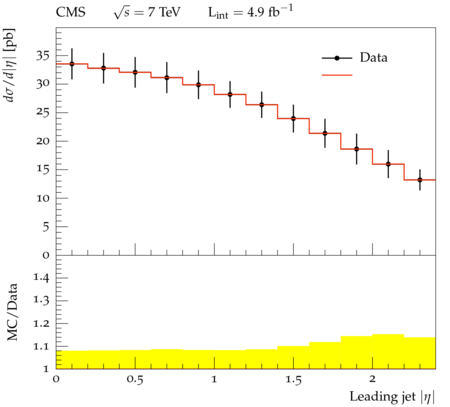 CMS √s = 7 TeV L_int = 4.9 fb⁻¹
dσ/d|η| [pb]
35
30
25
20
15
10
5
0
Data
MC/Data
1.4
1.3
1.2
1.1
1
0 0.5 1 1.5 2
Leading jet |η|